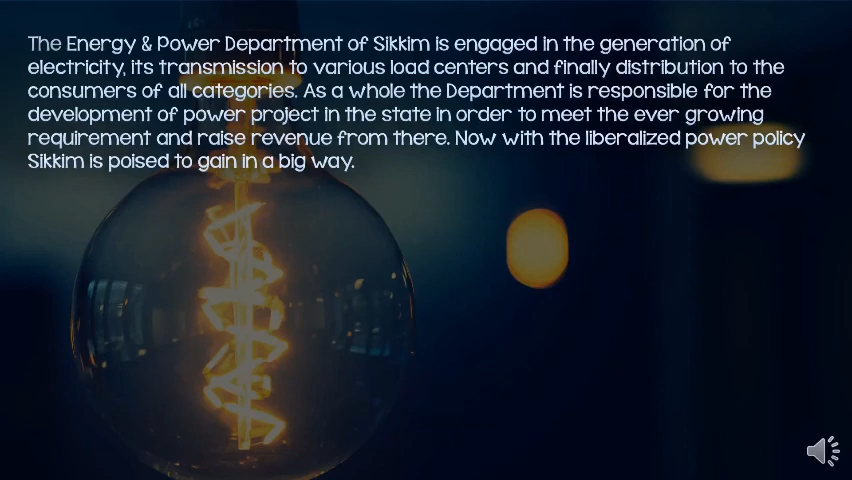 The Energy & Power Department of Sikkim is engaged in the generation of
electricity, its transmission to various load centers and finally distribution to the
consumers of all categories. As a whole the Department is responsible for the
development of power project in the state in order to meet the ever growing
requirement and raise revenue from there. Now with the liberalized power policy
Sikkim is poised to gain in a big way.